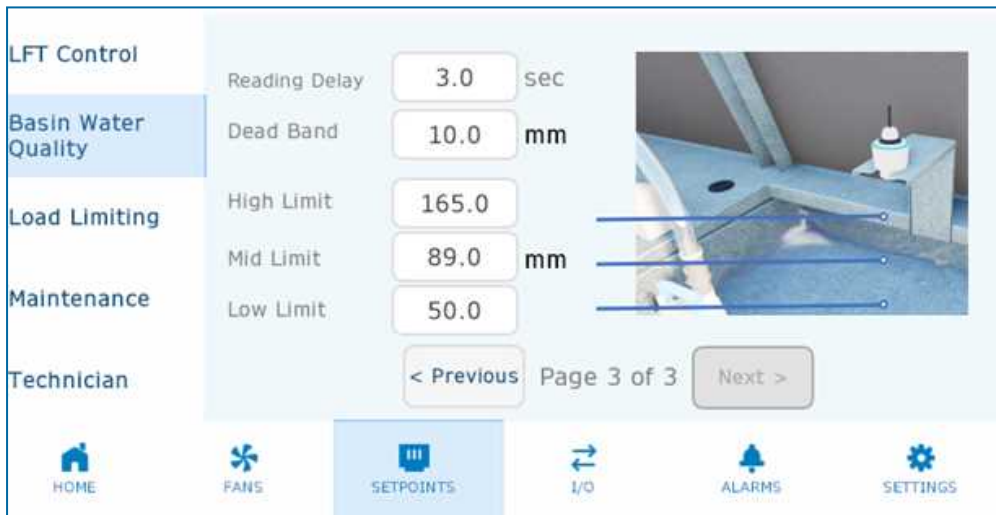 LFT Control
Basin Water
Quality
Load Limiting
Maintenance
Technician
Reading Delay 3.0 sec
Dead Band 10.0 mm
High Limit 165.0
Mid Limit 89.0 mm
Low Limit 50.0
< Previous Page 3 of 3 Next >
HOME FANS SETPOINTS I/O ALARMS SETTINGS